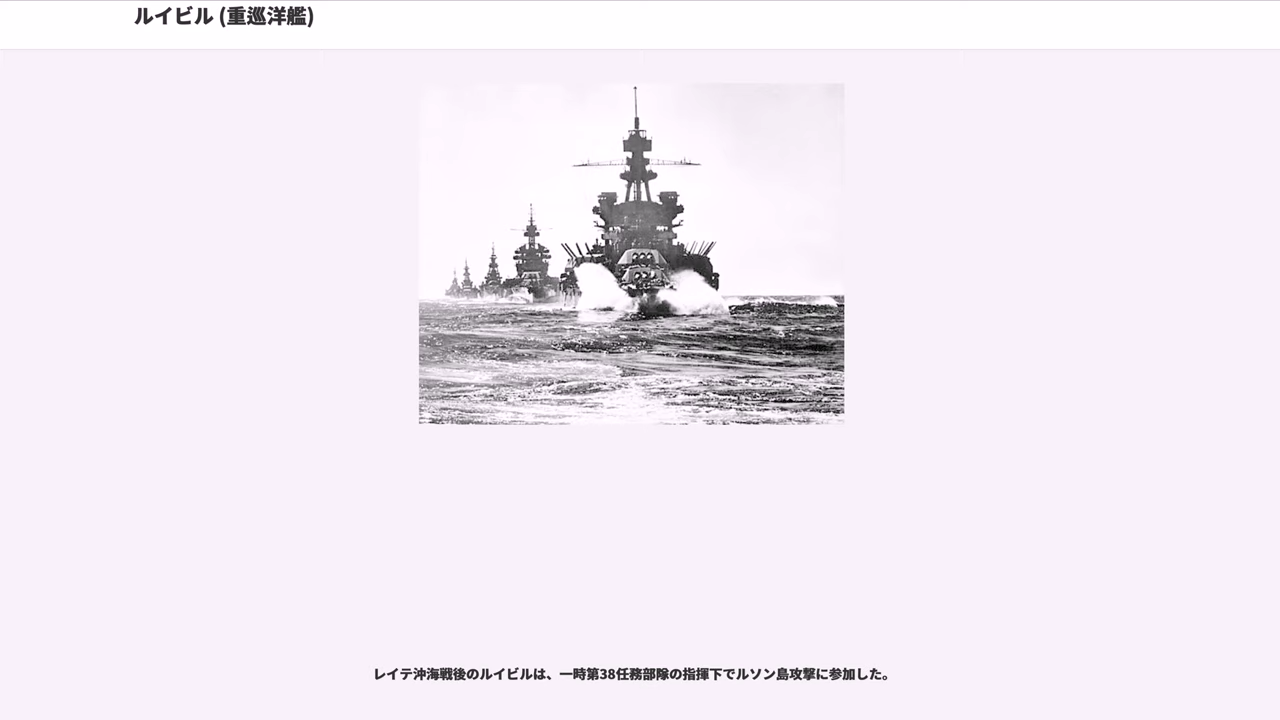 ルイビル (重巡洋艦)
レイテ沖海戦後のルイビルは、一時第38任務部隊の指揮下でルソン島攻撃に参加した。